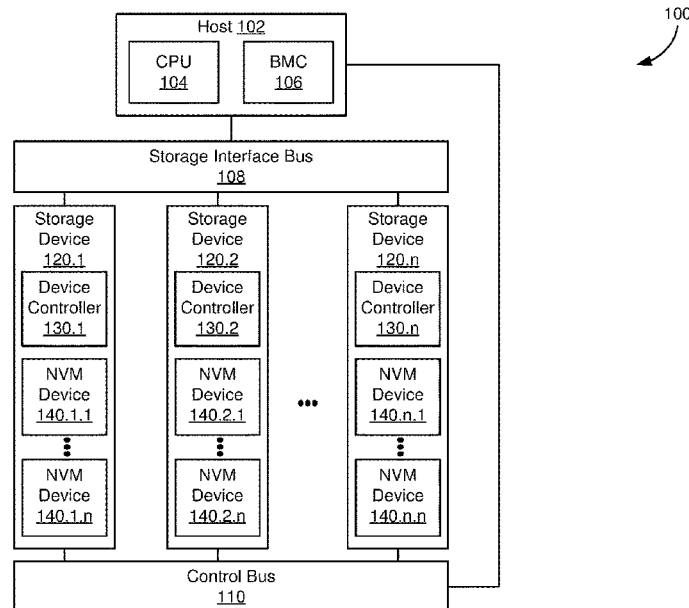 100
Host 102
CPU
104
BMC
106
Storage Interface Bus
108
Storage
Device
120.1
Device
Controller
130.1
NVM
Device
140.1.1
NVM
Device
140.1.n
Storage
Device
120.2
Device
Controller
130.2
NVM
Device
140.2.1
NVM
Device
140.2.n
Storage
Device
120.n
Device
Controller
130.n
NVM
Device
140.n.1
NVM
Device
140.n.n
Control Bus
110